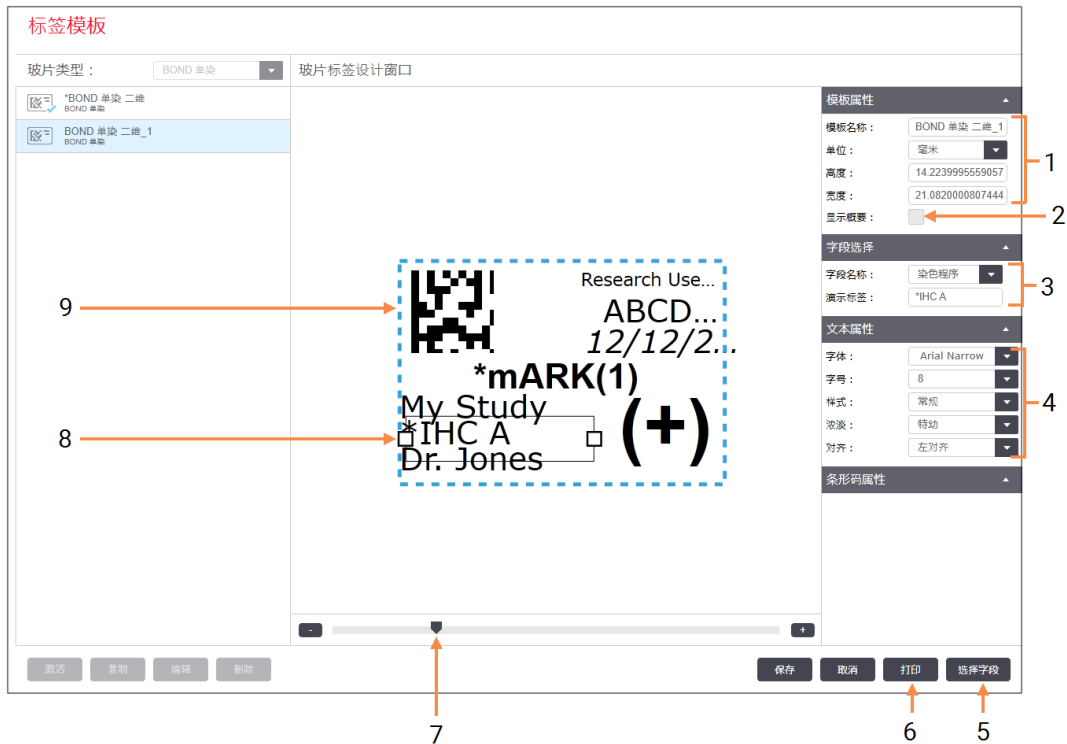 标签模板
玻片类型： BOND 单染
玻片标签设计窗口
*BOND 单染 二维
BOND 单染
BOND 单染 二维_1
BOND 单染
Research Use...
ABCD...
12/12/2...
*mARK(1)
My Study
*IHC A
Dr. Jones
(+)
模板属性
模板名称： BOND 单染 二维_1
单位： 毫米
高度： 14.2239995559057
宽度： 21.0820000807444
显示概要：
字段选择
字段名称： 染色程序
演示标签： *IHC A
文本属性
字体： Arial Narrow
字号： 8
样式： 常规
浓淡： 特幼
对齐： 左对齐
条形码属性
- +
激活 复制 编辑 删除
保存 取消 打印 选择字段
1
2
3
4
5
6
7
8
9